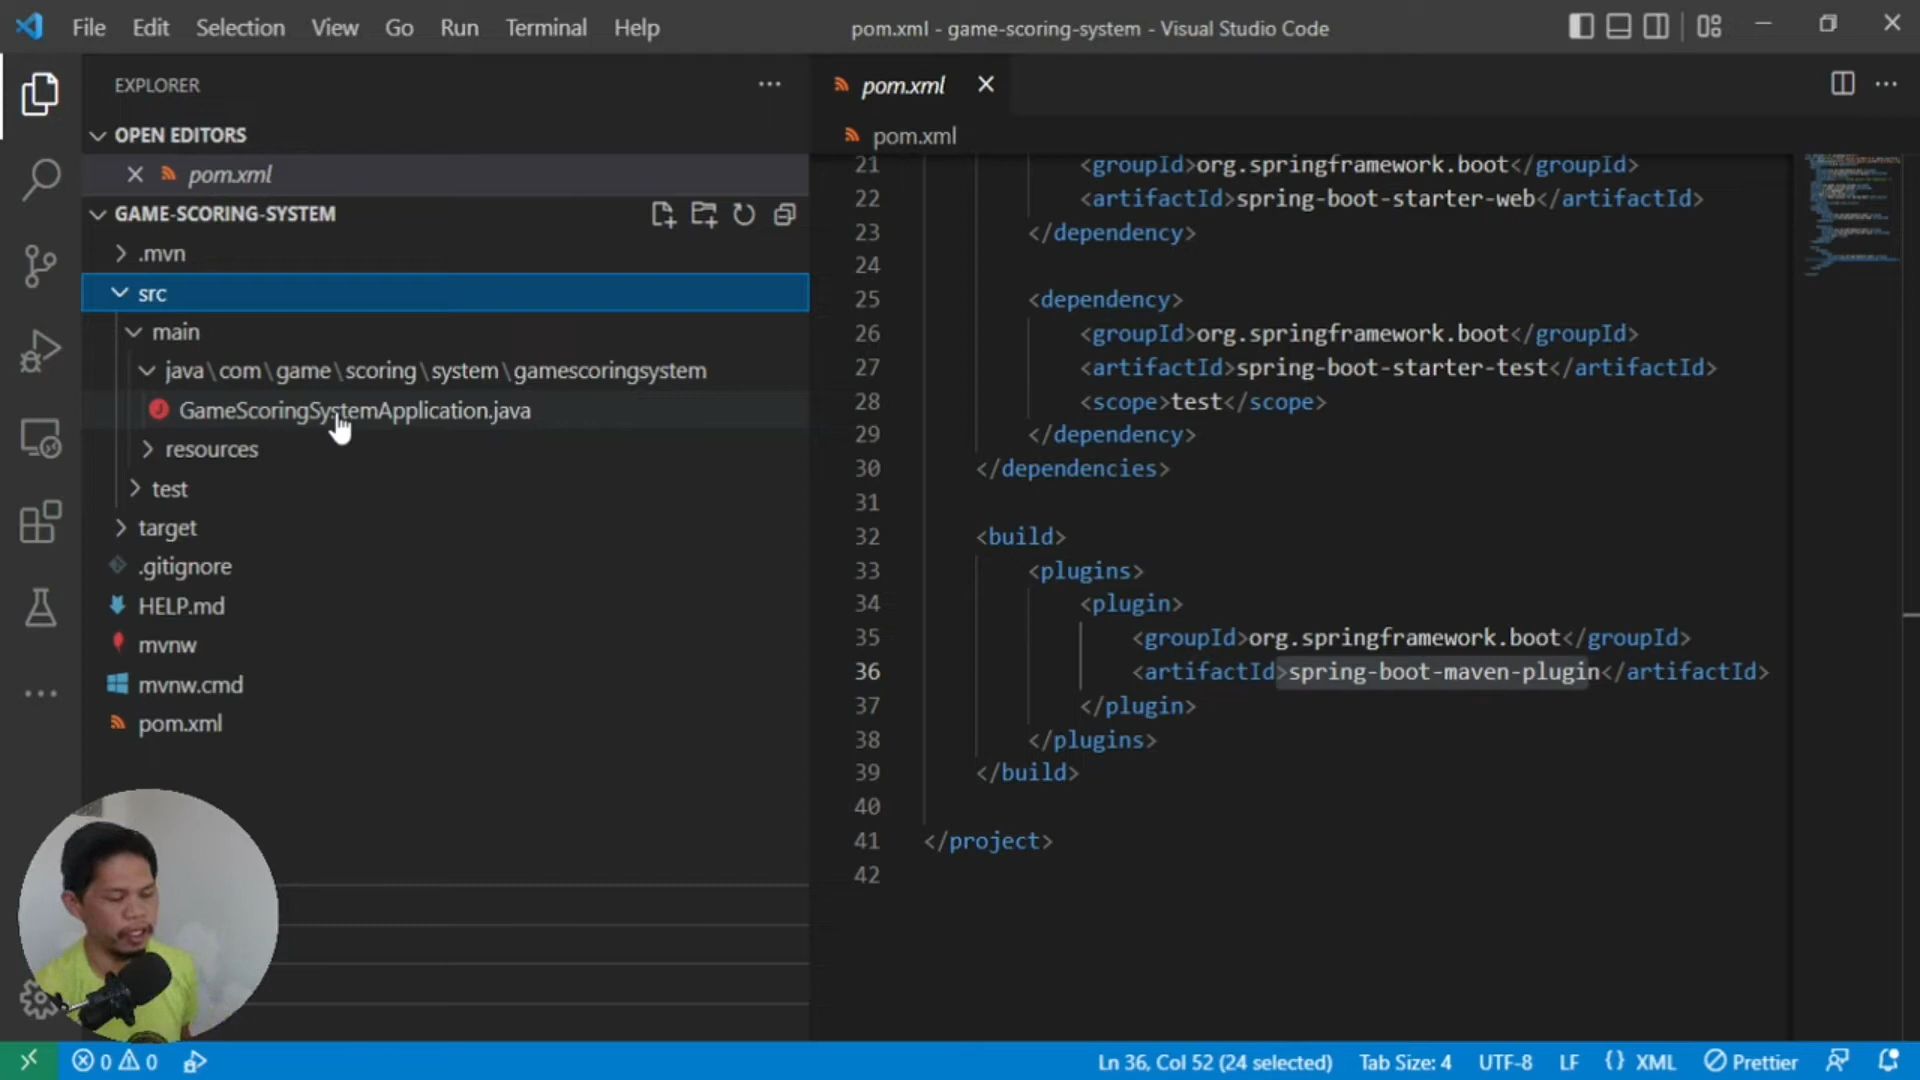 File Edit Selection View Go Run Terminal Help
pom.xml - game-scoring-system - Visual Studio Code
EXPLORER
OPEN EDITORS
pom.xml
GAME-SCORING-SYSTEM
.mvn
src
main
java\com\game\scoring\system\gamescoringsystem
GameScoringSystemApplication.java
resources
test
target
.gitignore
HELP.md
mvnw
mvnw.cmd
pom.xml
pom.xml
pom.xml
21 <groupId>org.springframework.boot</groupId>
22 <artifactId>spring-boot-starter-web</artifactId>
23 </dependency>
24
25 <dependency>
26 <groupId>org.springframework.boot</groupId>
27 <artifactId>spring-boot-starter-test</artifactId>
28 <scope>test</scope>
29 </dependency>
30 </dependencies>
31
32 <build>
33 <plugins>
34 <plugin>
35 <groupId>org.springframework.boot</groupId>
36 <artifactId>spring-boot-maven-plugin</artifactId>
37 </plugin>
38 </plugins>
39 </build>
40
41 </project>
42
0 0 Ln 36, Col 52 (24 selected) Tab Size: 4 UTF-8 LF {} XML Prettier